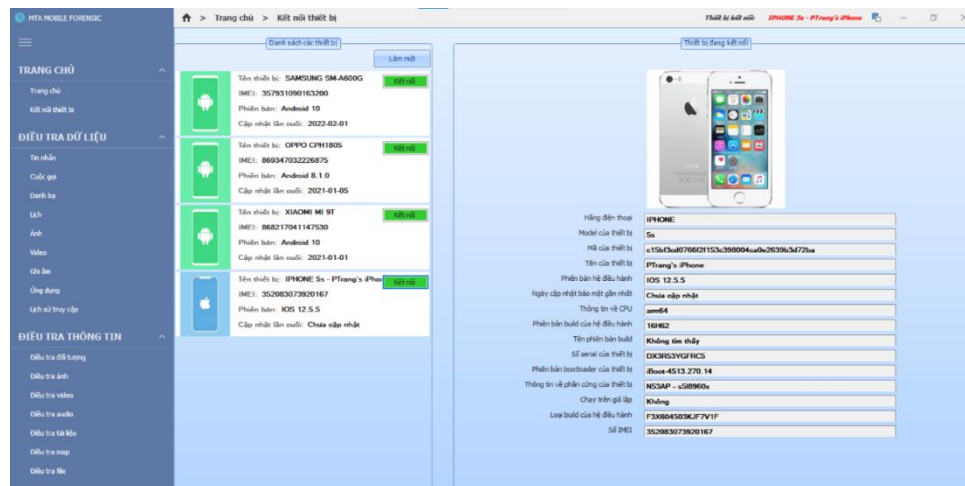 MTA MOBILE FORENSIC
> Trang chủ > Kết nối thiết bị
Thiết bị kết nối IPHONE 5s - PTrang's iPhone
TRANG CHỦ
Trang chủ
Kết nối thiết bị
ĐIỀU TRA DỮ LIỆU
Tin nhắn
Cuộc gọi
Danh bạ
Lịch
Ảnh
Video
Ghi âm
Ứng dụng
Lịch sử truy cập
ĐIỀU TRA THÔNG TIN
Điều tra đối tượng
Điều tra ảnh
Điều tra video
Điều tra audio
Điều tra tài liệu
Điều tra map
Điều tra file
Danh sách các thiết bị
Làm mới
Tên thiết bị: SAMSUNG SM-A600G Kết nối
IMEI: 357931090163200
Phiên bản: Android 10
Cập nhật lần cuối: 2022-02-01
Tên thiết bị: OPPO CPH1805 Kết nối
IMEI: 869347032226875
Phiên bản: Android 8.1.0
Cập nhật lần cuối: 2021-01-05
Tên thiết bị: XIAOMI MI 9T Kết nối
IMEI: 868217041147530
Phiên bản: Android 10
Cập nhật lần cuối: 2021-01-01
Tên thiết bị: IPHONE 5s - PTrang's iPho Kết nối
IMEI: 352083073920167
Phiên bản: IOS 12.5.5
Cập nhật lần cuối: Chưa cập nhật
Thiết bị đang kết nối
Hãng điện thoại IPHONE
Model của thiết bị 5s
Mã của thiết bị c15bf3cd0766f2f153c398004ca0e2639b3d72ba
Tên của thiết bị PTrang's iPhone
Phiên bản hệ điều hành IOS 12.5.5
Ngày cập nhật bảo mật gần nhất Chưa cập nhật
Thông tin về CPU arm64
Phiên bản build của hệ điều hành 16H62
Tên phiên bản build Không tìm thấy
Số serial của thiết bị DX3R53YGFRC5
Phiên bản bootloader của thiết bị iBoot-4513.270.14
Thông tin về phần cứng của thiết bị N53AP - s5l8960x
Chạy trên giả lập Không
Loại build của hệ điều hành F3X604503KJF7V1F
Số IMEI 352083073920167